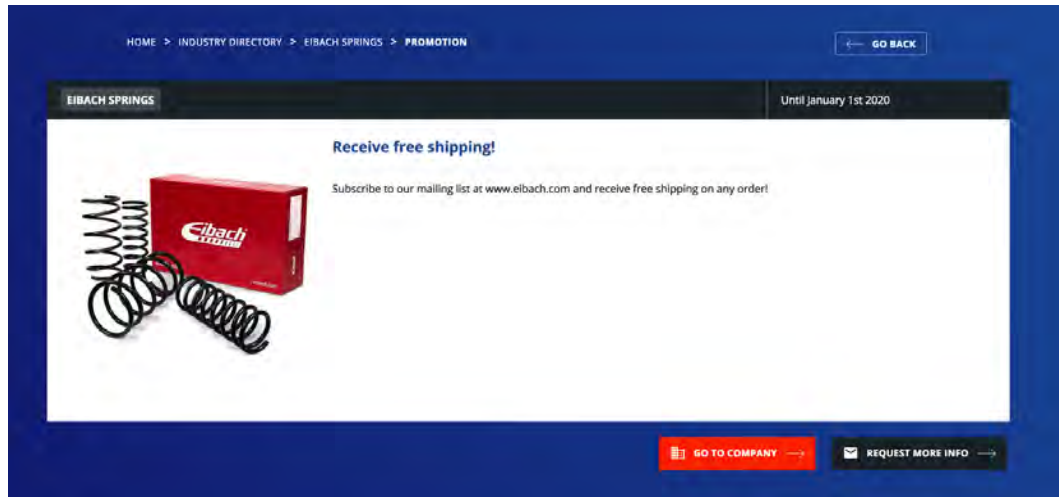 HOME > INDUSTRY DIRECTORY > EIBACH SPRINGS > PROMOTION
GO BACK
EIBACH SPRINGS
Until January 1st 2020
Receive free shipping!
Subscribe to our mailing list at www.eibach.com and receive free shipping on any order!
Eibach
GO TO COMPANY
REQUEST MORE INFO